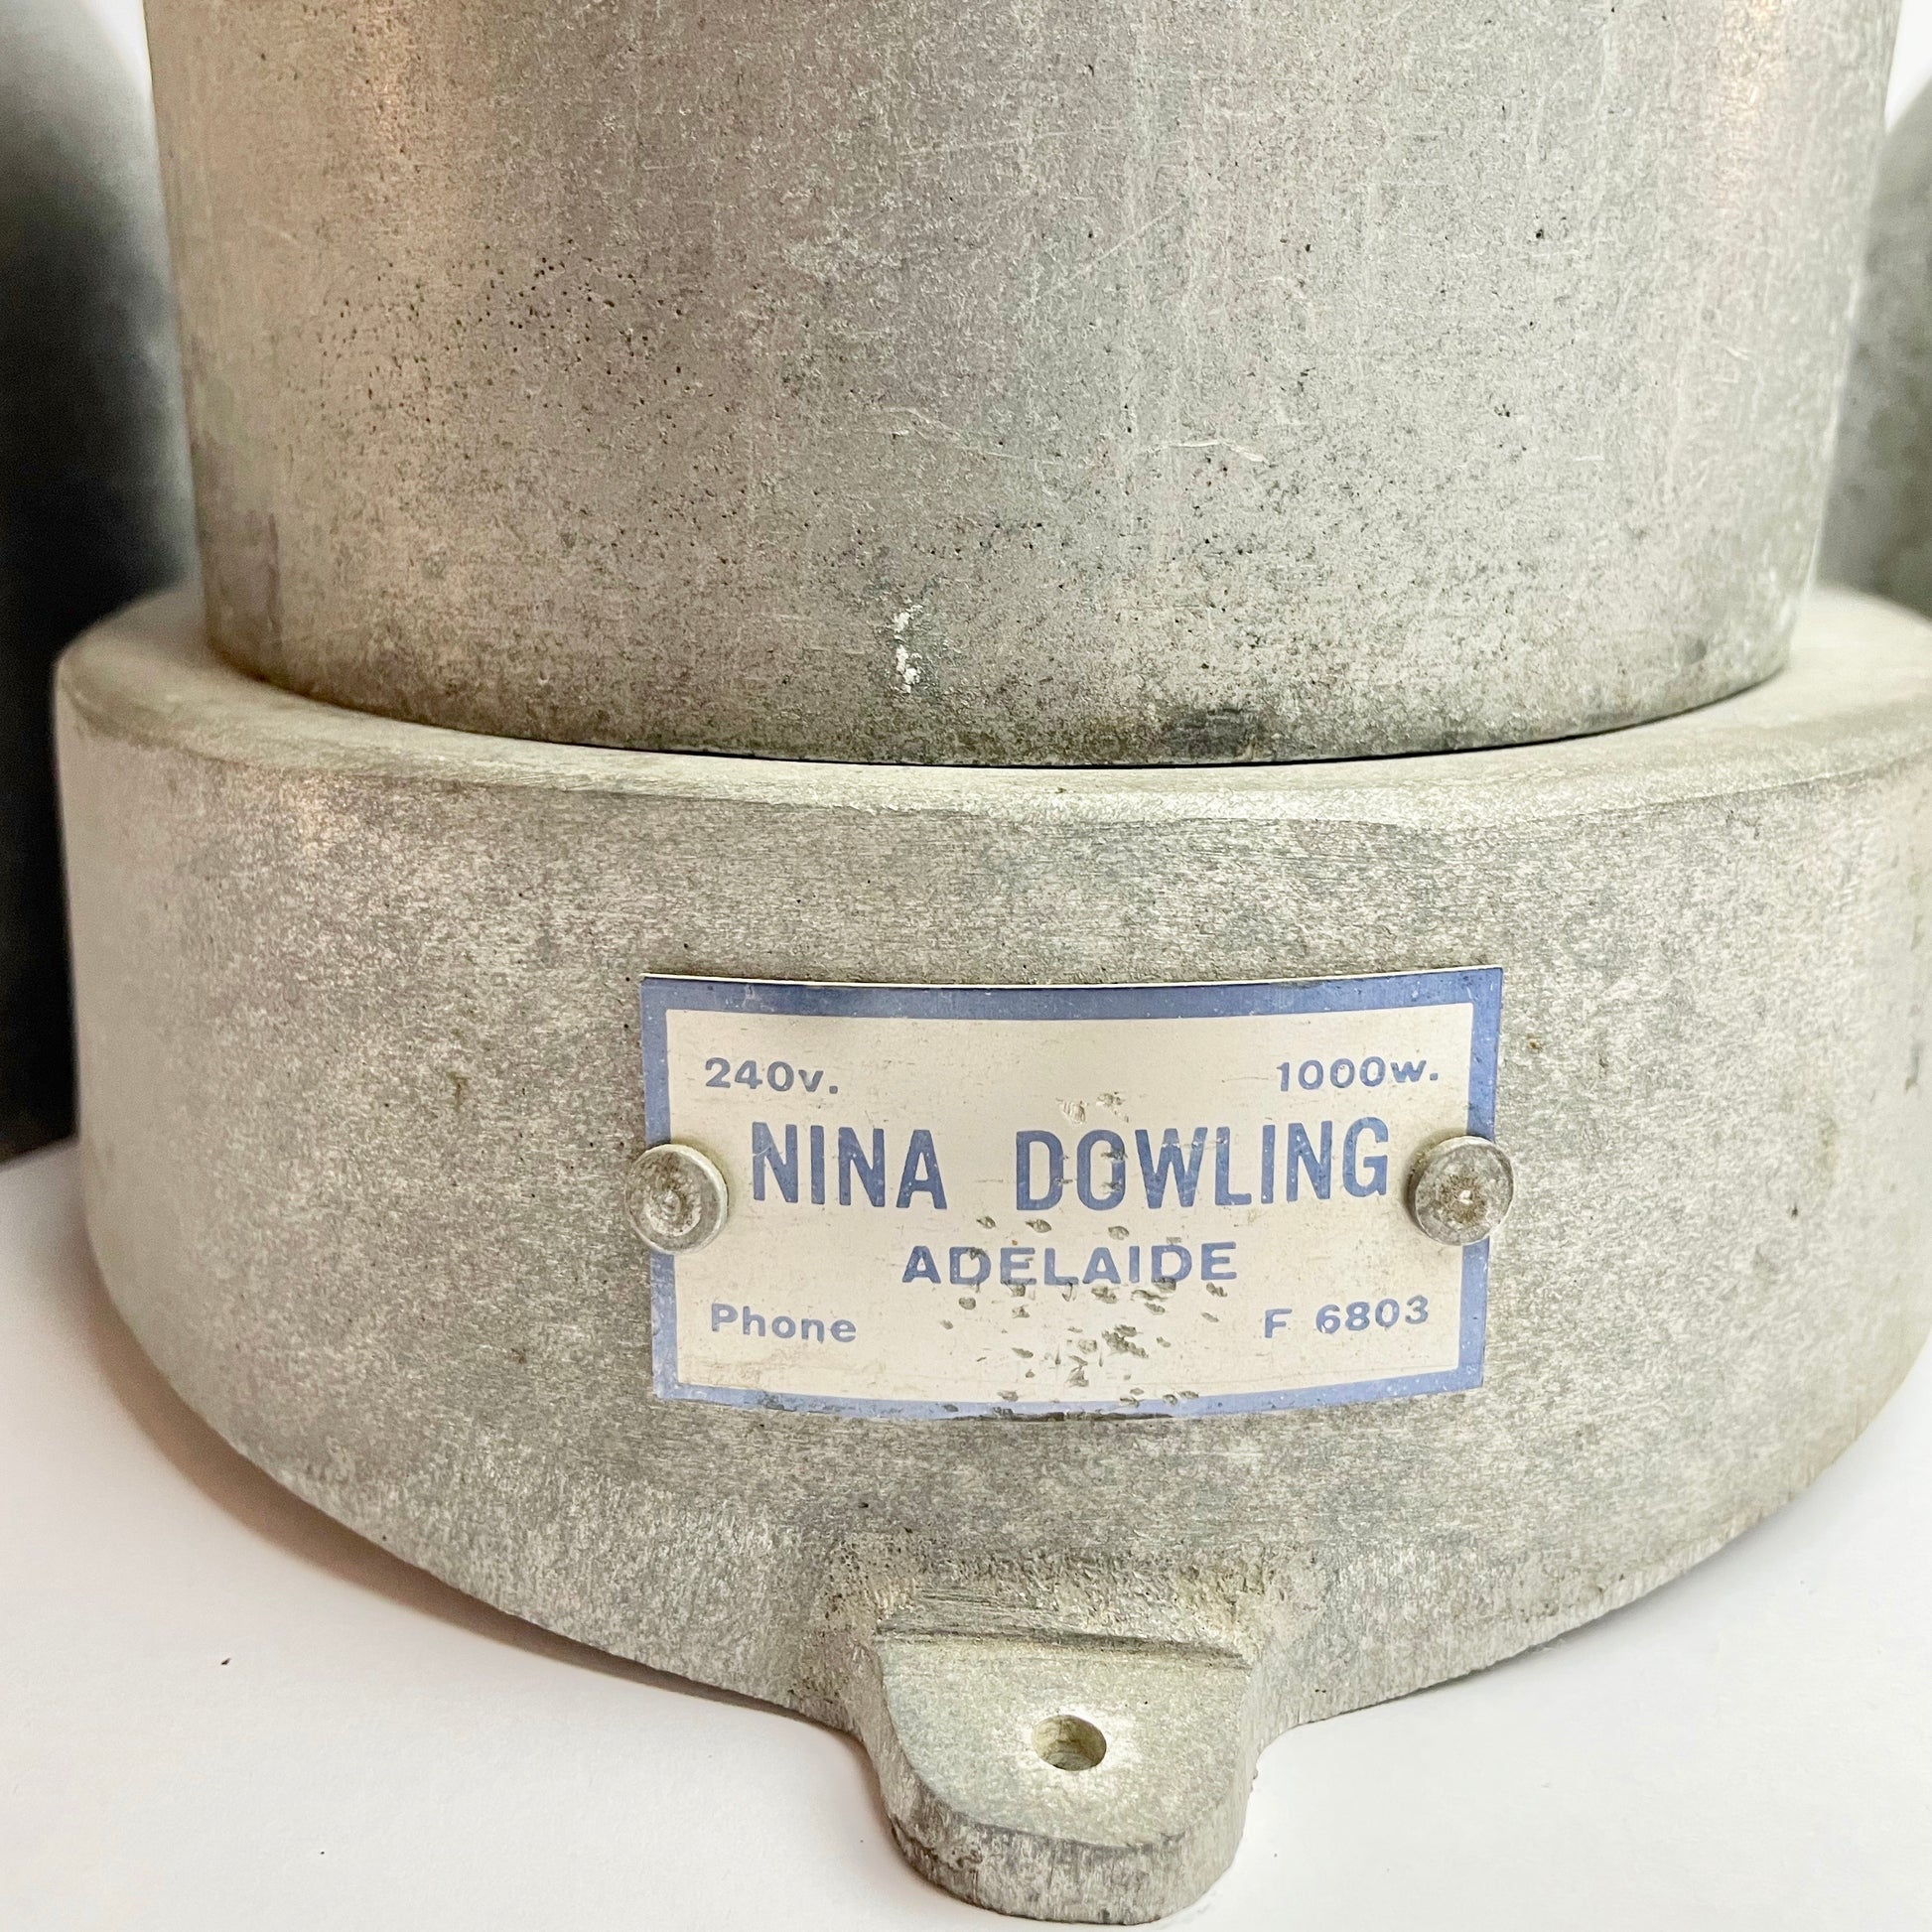 240v. 1000w.
NINA DOWLING
ADELAIDE
Phone F 6803